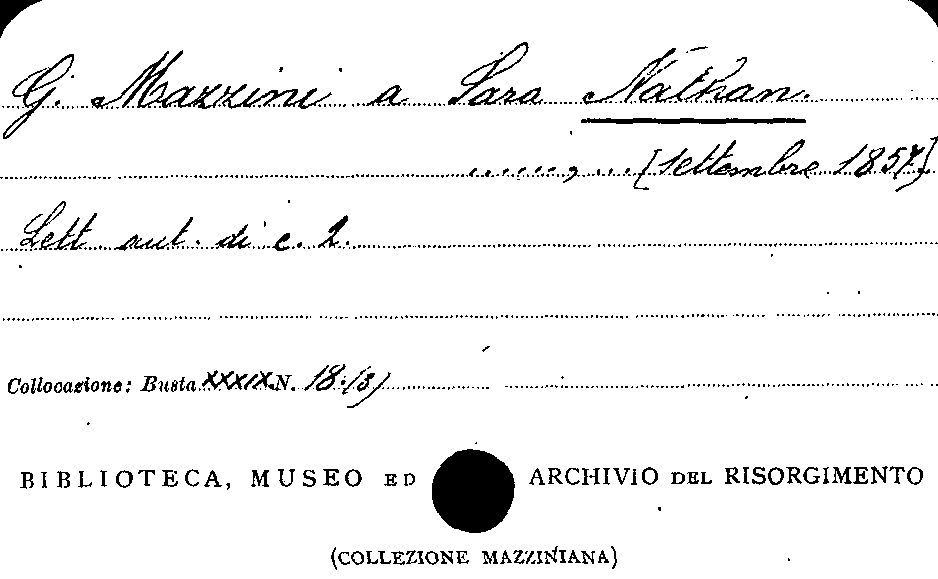 G. Mazzini a Sara Nathan.
......, ... [settembre 1857]
Lett. aut. di c. 2.
Collocazione: Busta XXXIX N. 18.(3)
BIBLIOTECA, MUSEO ED ARCHIVIO DEL RISORGIMENTO
(COLLEZIONE MAZZINIANA)